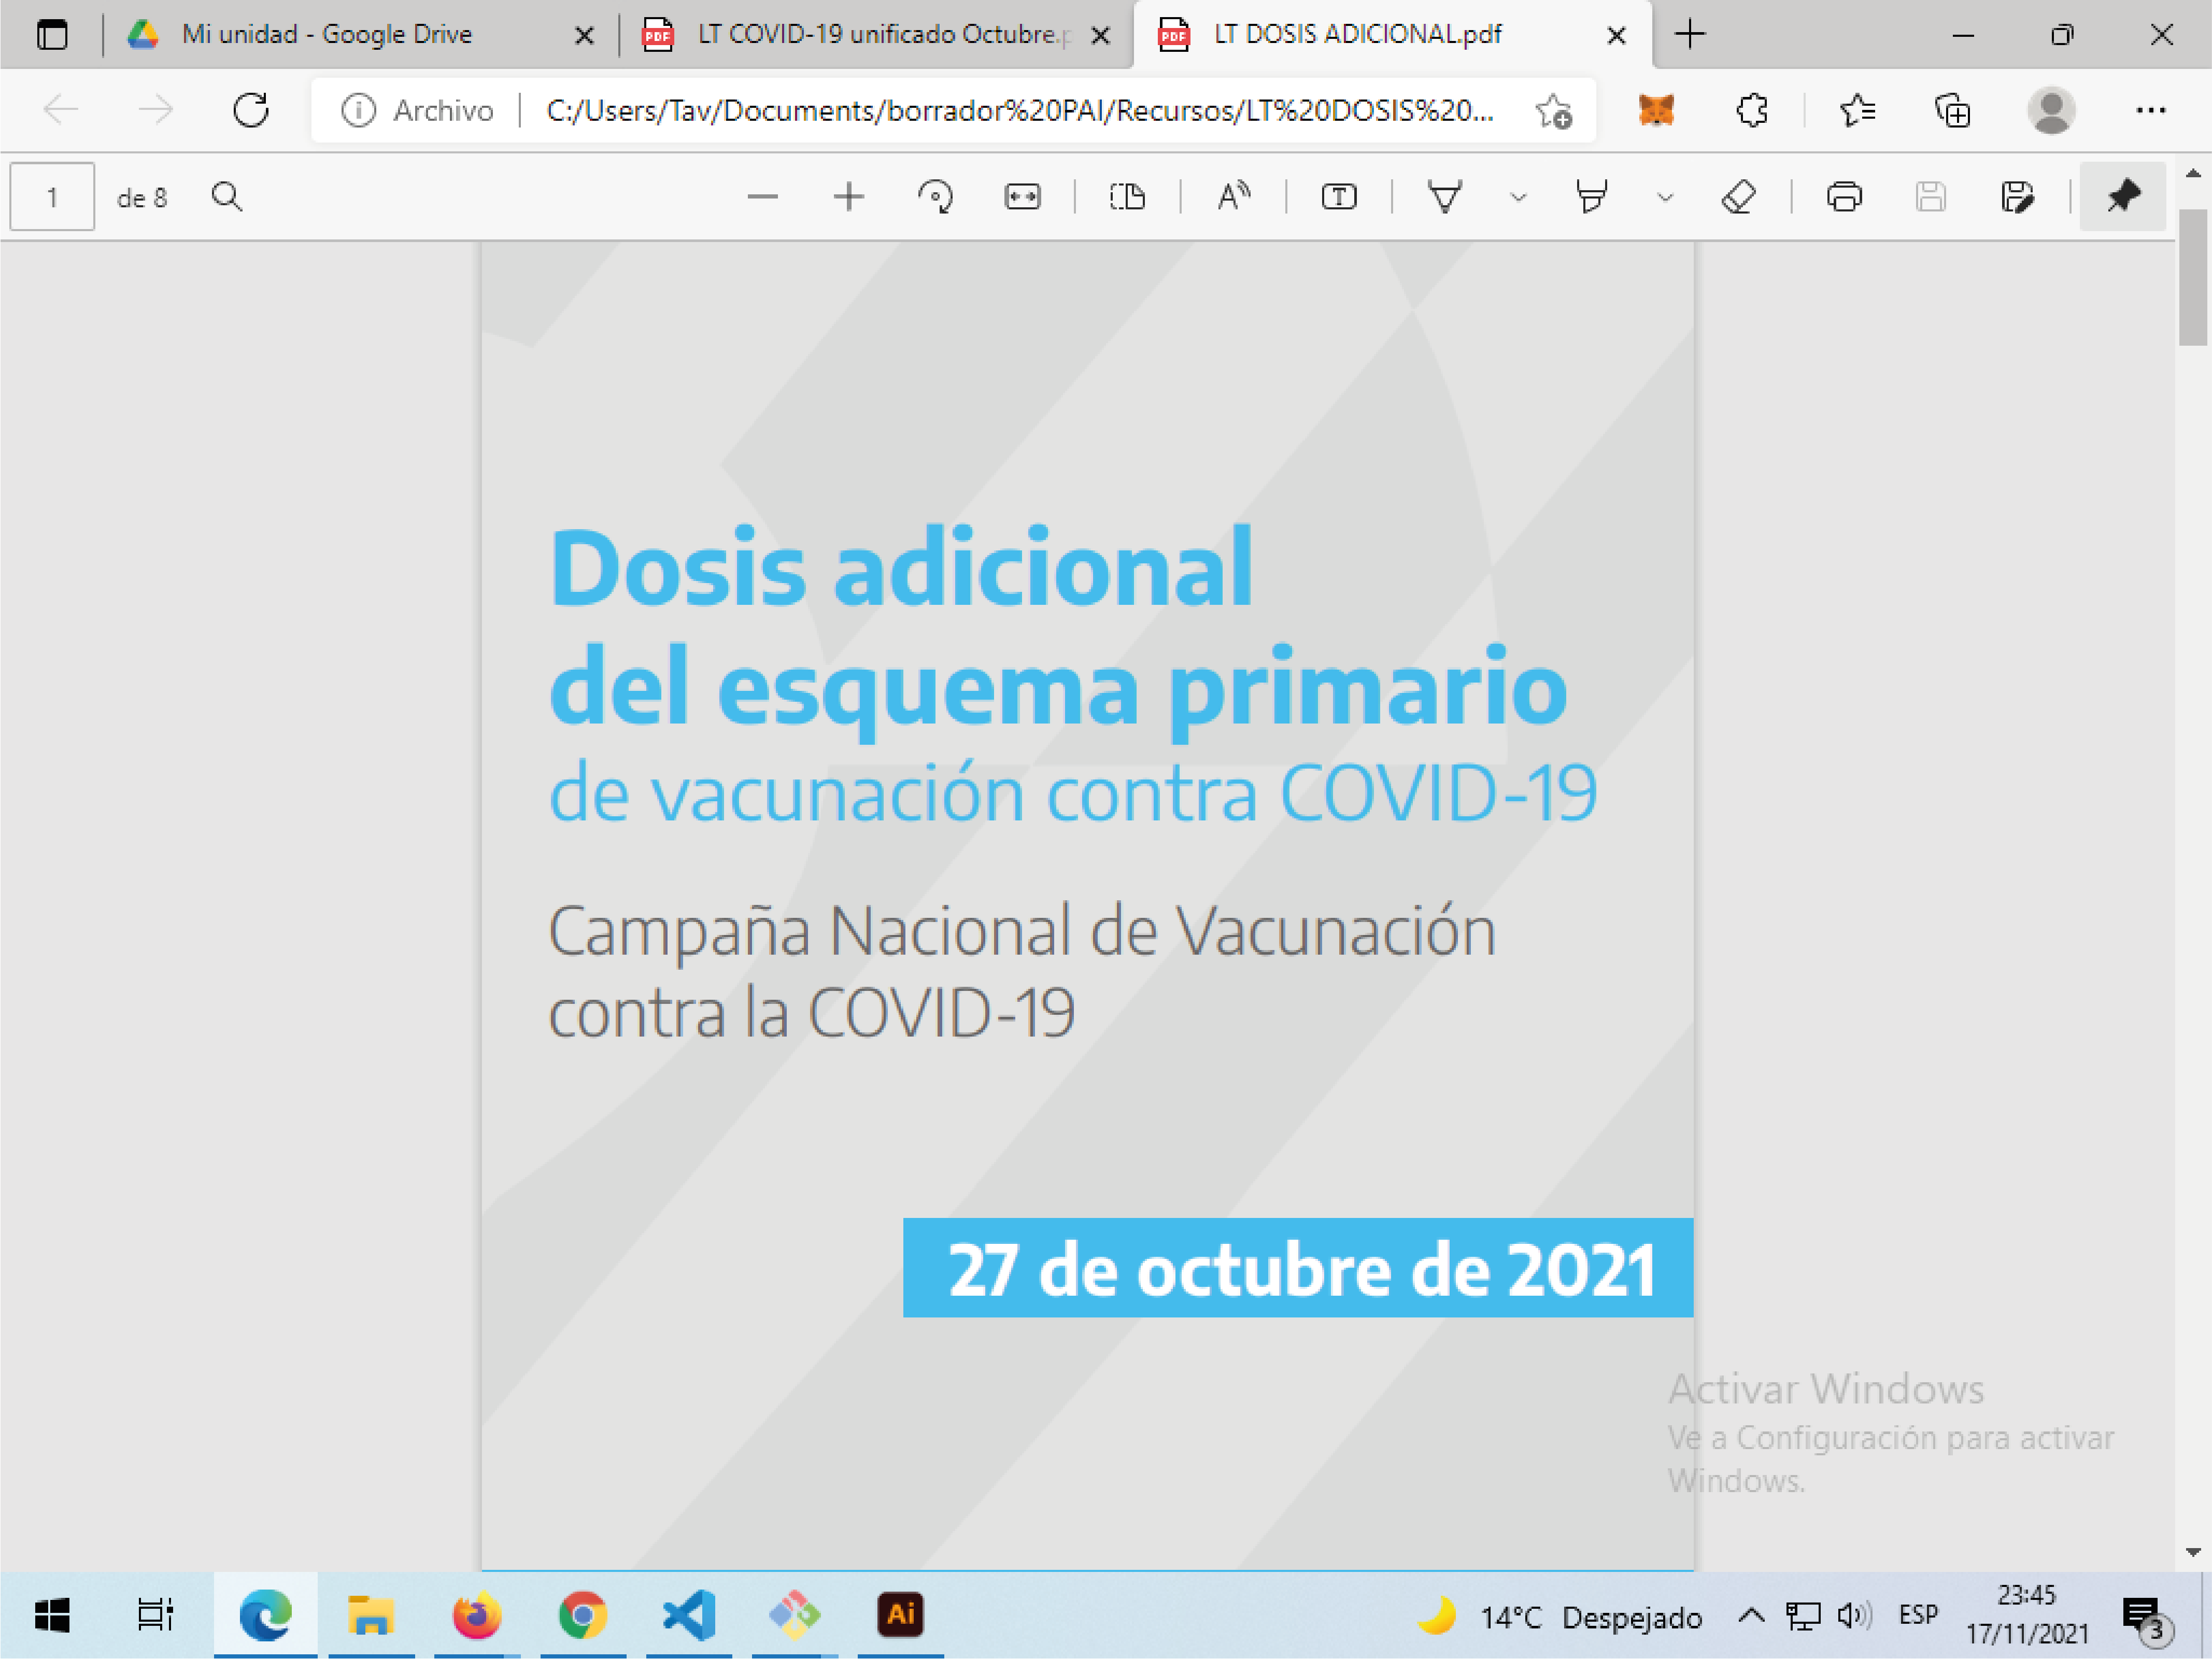 Mi unidad - Google Drive
LT COVID-19 unificado Octubre.p
LT DOSIS ADICIONAL.pdf
Archivo
C:/Users/Tav/Documents/borrador%20PAI/Recursos/LT%20DOSIS%20...
1 de 8
Dosis adicional
del esquema primario
de vacunación contra COVID-19
Campaña Nacional de Vacunación
contra la COVID-19
27 de octubre de 2021
Activar Windows
Ve a Configuración para activar
Windows.
Ai
14°C Despejado
ESP
23:45
17/11/2021
3